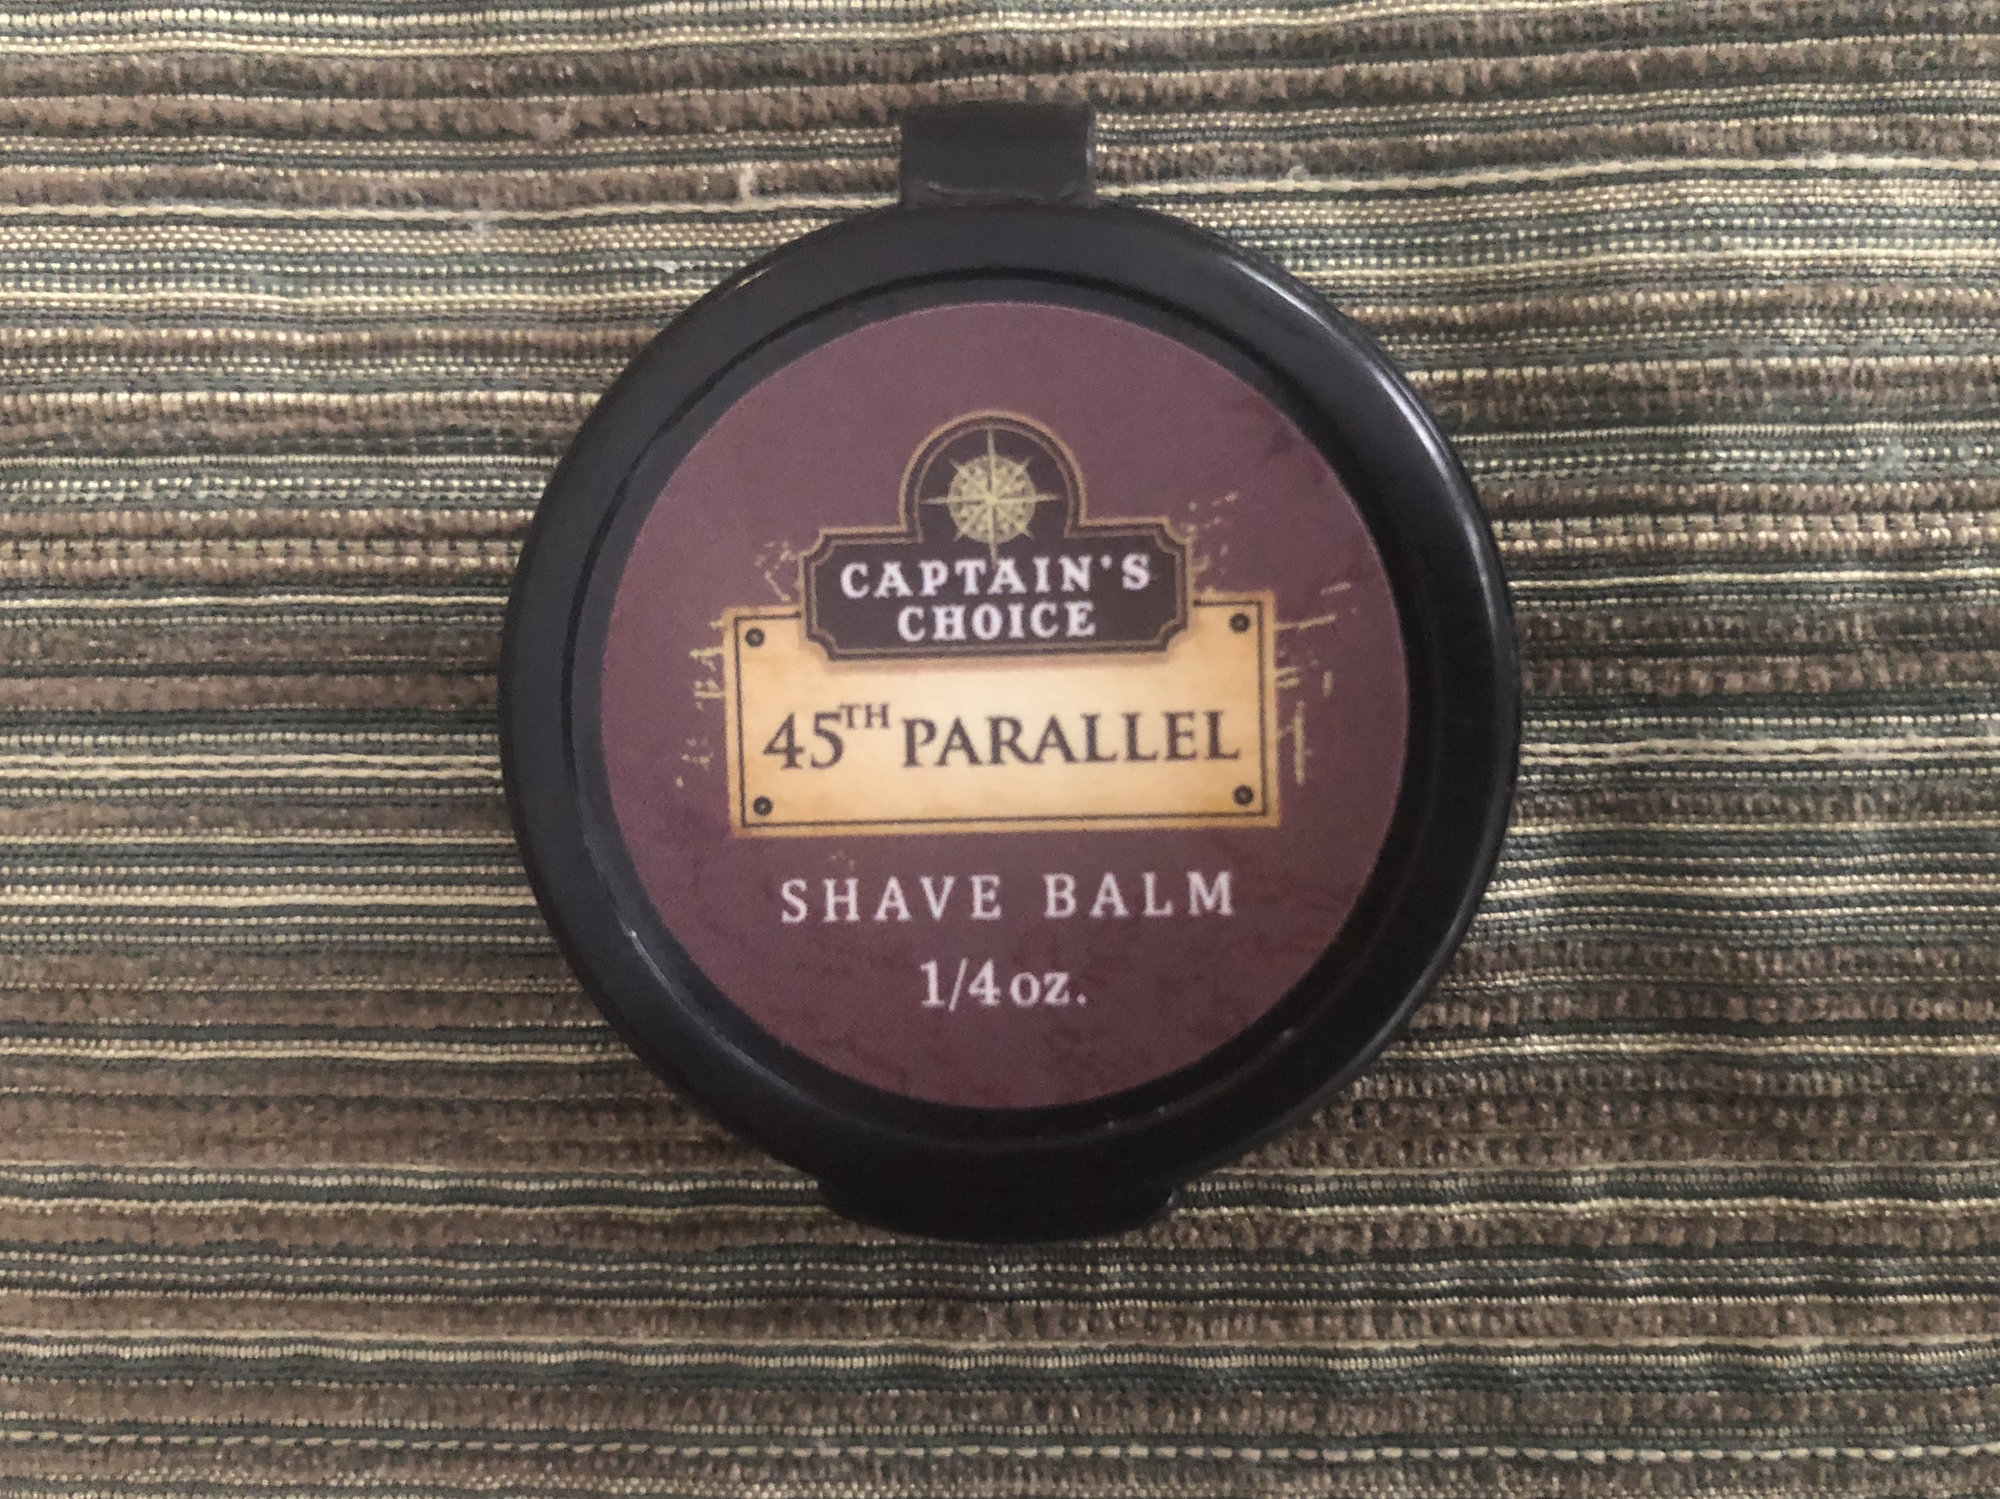 CAPTAIN'S
CHOICE
45TH PARALLEL
SHAVE BALM
1/4 oz.